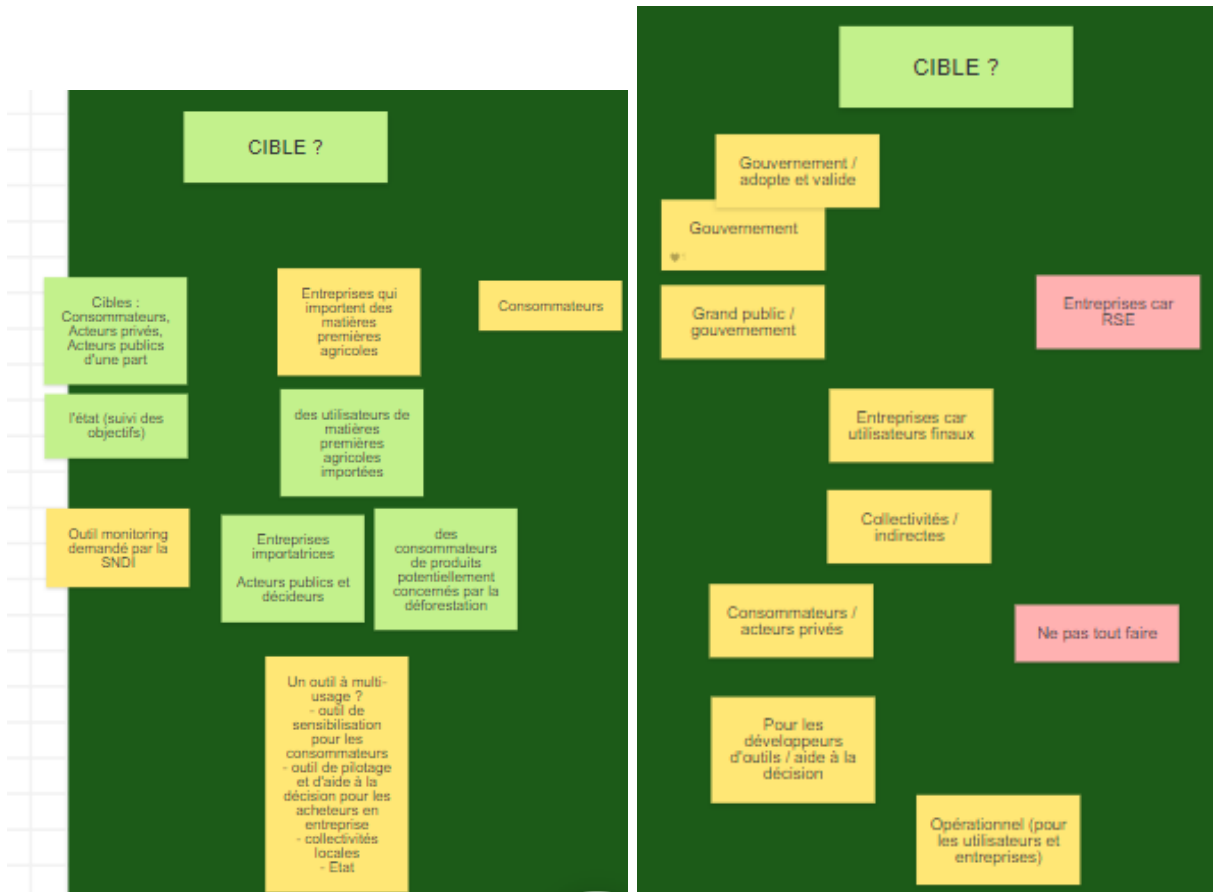 CIBLE ?
Cibles :
Consommateurs,
Acteurs privés,
Acteurs publics
d'une part
Entreprises qui
importent des
matières
premières
agricoles
Consommateurs
l'état (suivi des
objectifs)
des utilisateurs de
matières
premières
agricoles
importées
Outil monitoring
demandé par la
SNDI
Entreprises
importatrices
Acteurs publics et
décideurs
des
consommateurs
de produits
potentiellement
concernés par la
déforestation
Un outil à multi-
usage ?
- outil de
sensibilisation
pour les
consommateurs
- outil de pilotage
et d'aide à la
décision pour les
acheteurs en
entreprise
- collectivités
locales
- Etat
CIBLE ?
Gouvernement /
adopte et valide
Gouvernement
Grand public /
gouvernement
Entreprises car
RSE
Entreprises car
utilisateurs finaux
Collectivités /
indirectes
Consommateurs /
acteurs privés
Ne pas tout faire
Pour les
développeurs
d'outils / aide à la
décision
Opérationnel (pour
les utilisateurs et
entreprises)